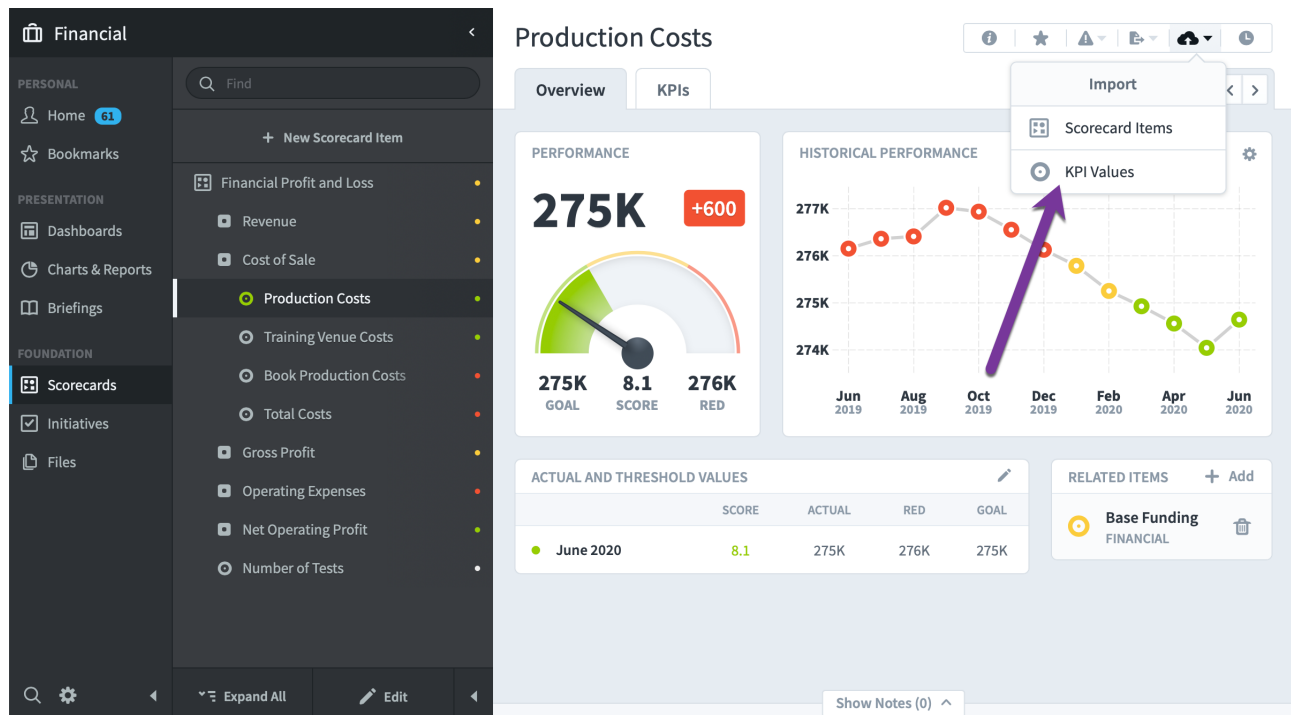 Financial
PERSONAL
Home 61
Bookmarks
PRESENTATION
Dashboards
Charts & Reports
Briefings
FOUNDATION
Scorecards
Initiatives
Files
Find
+ New Scorecard Item
Financial Profit and Loss
Revenue
Cost of Sale
Production Costs
Training Venue Costs
Book Production Costs
Total Costs
Gross Profit
Operating Expenses
Net Operating Profit
Number of Tests
Expand All
Edit
Production Costs
Overview
KPIs
Import
Scorecard Items
KPI Values
PERFORMANCE
275K +600
275K 8.1 276K
GOAL SCORE RED
HISTORICAL PERFORMANCE
277K
276K
275K
274K
Jun Aug Oct Dec Feb Apr Jun
2019 2019 2019 2019 2020 2020 2020
ACTUAL AND THRESHOLD VALUES
SCORE ACTUAL RED GOAL
June 2020 8.1 275K 276K 275K
RELATED ITEMS + Add
Base Funding
FINANCIAL
Show Notes (0)